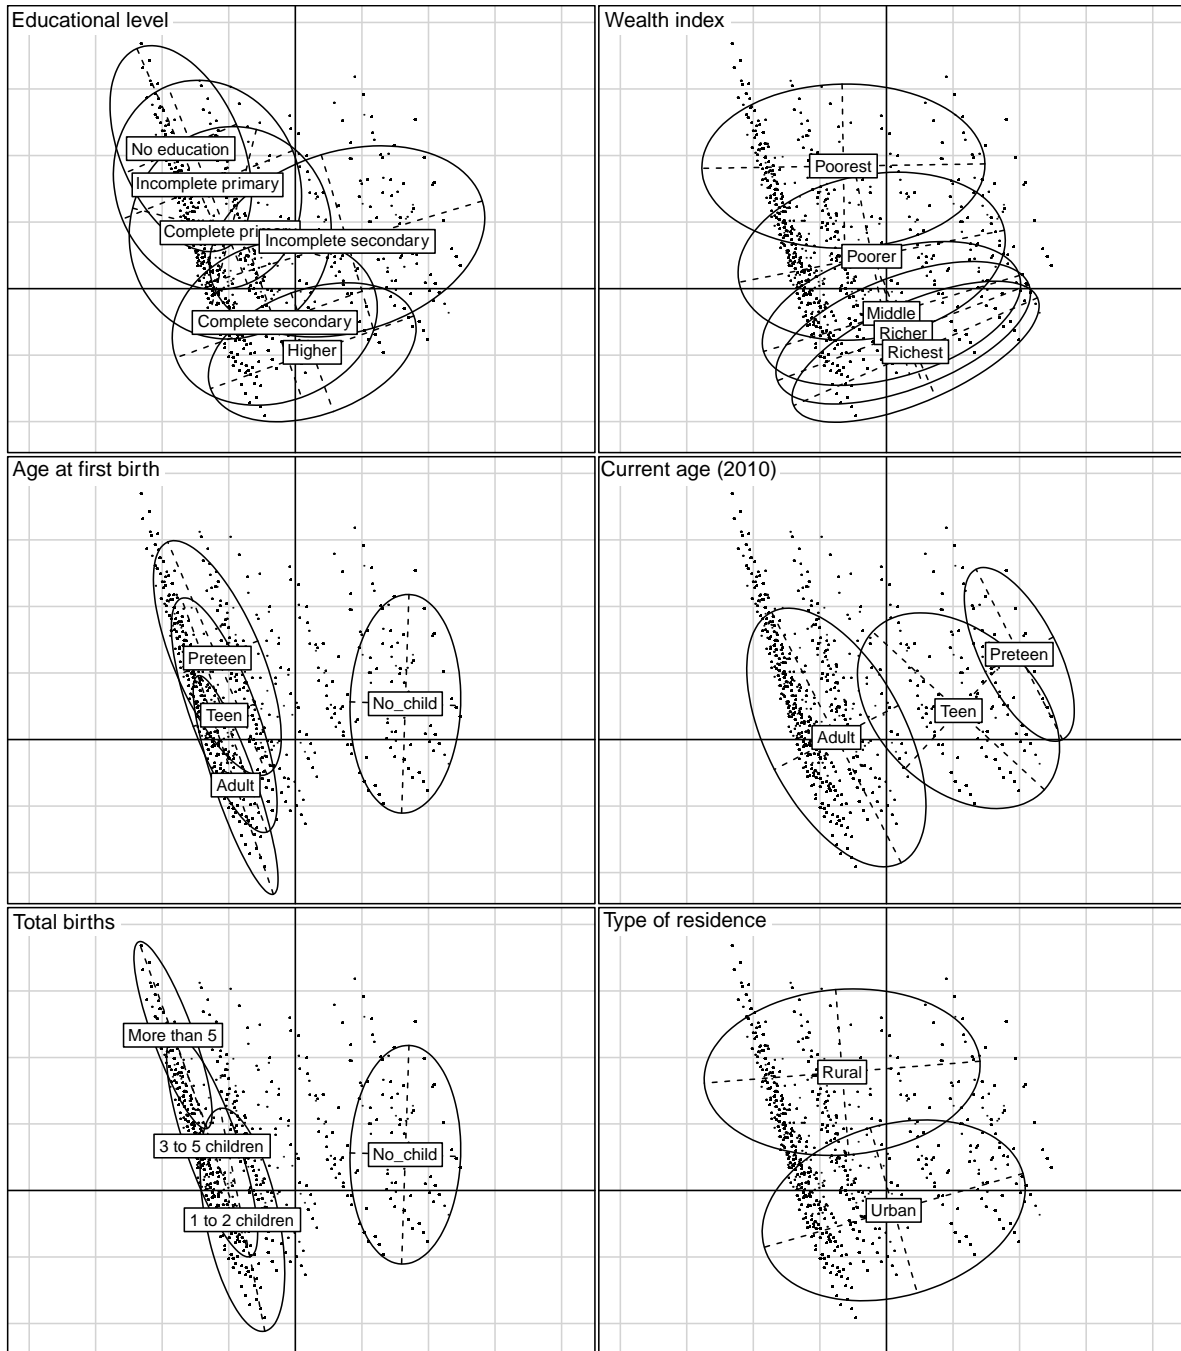 Educational level
No education
Incomplete primary
Complete primary
Incomplete secondary
Complete secondary
Higher
Wealth index
Poorest
Poorer
Middle
Richer
Richest
Age at first birth
Preteen
Teen
Adult
No_child
Current age (2010)
Preteen
Teen
Adult
Total births
More than 5
3 to 5 children
1 to 2 children
No_child
Type of residence
Rural
Urban